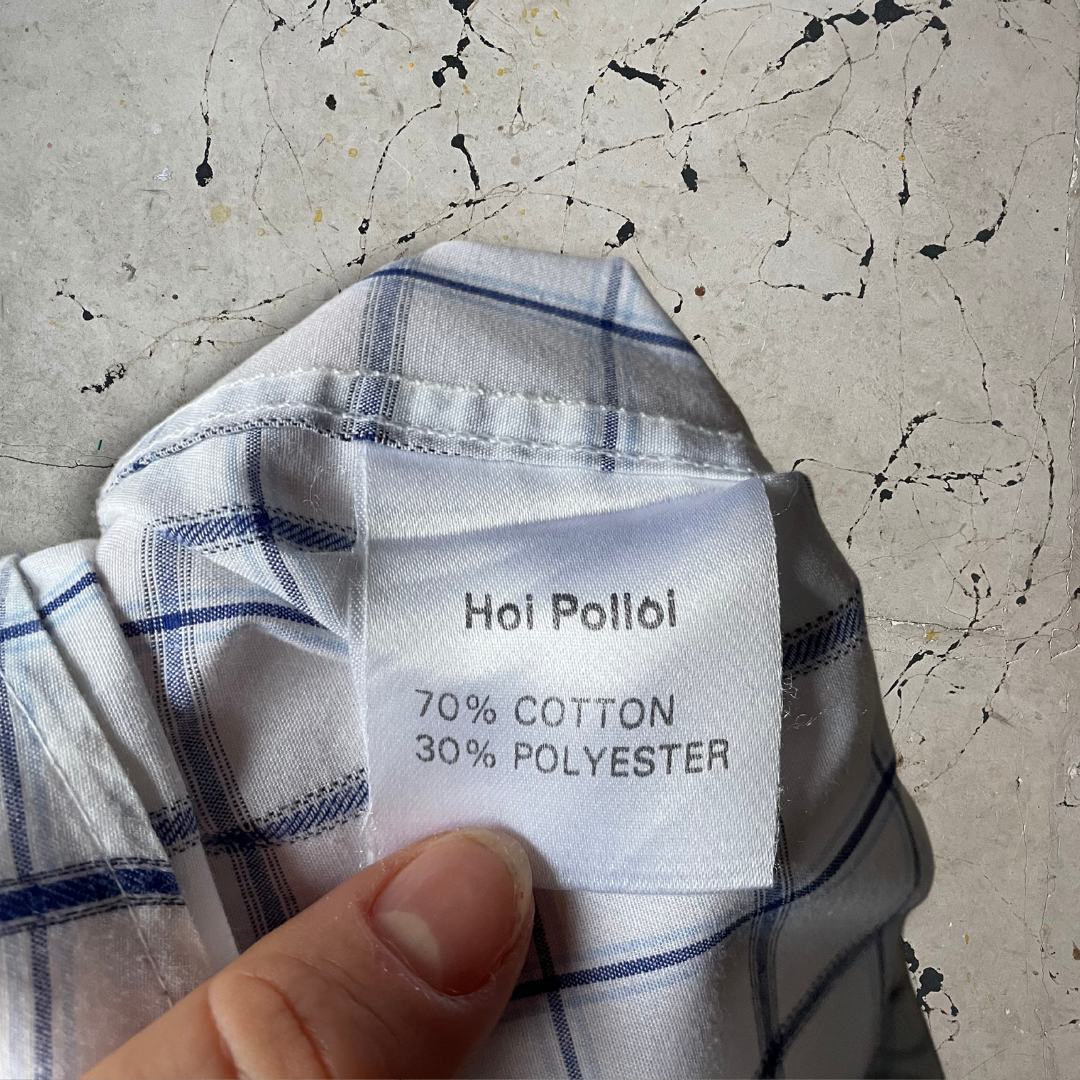 Hoi Polloi
70% COTTON
30% POLYESTER